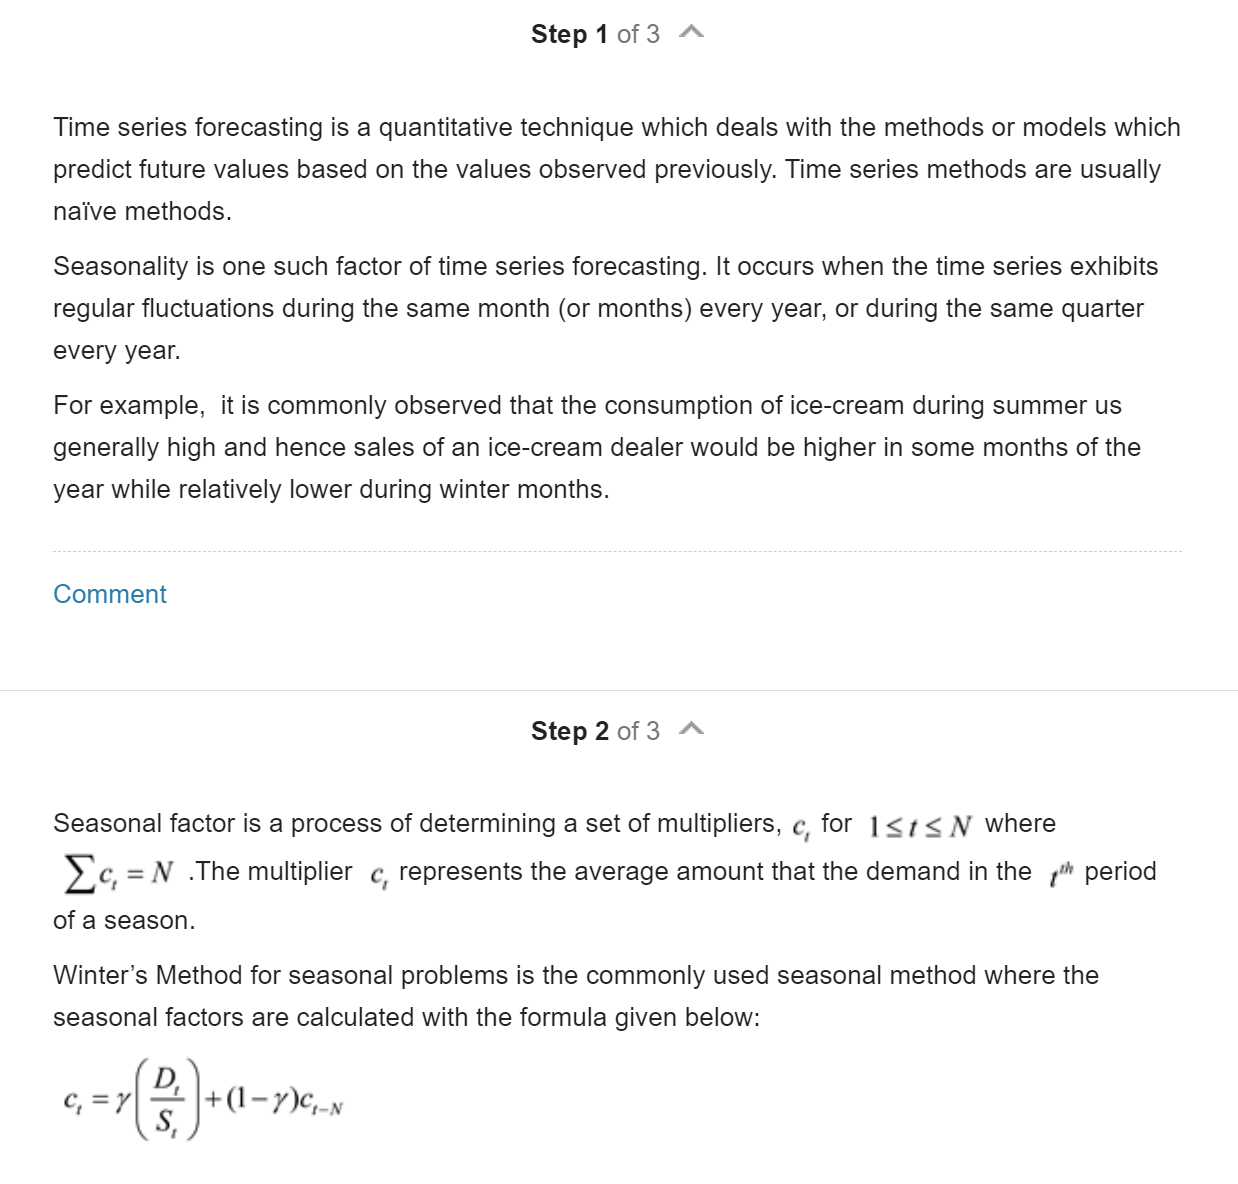 Step 1 of 3
Time series forecasting is a quantitative technique which deals with the methods or models which
predict future values based on the values observed previously. Time series methods are usually
naïve methods.
Seasonality is one such factor of time series forecasting. It occurs when the time series exhibits
regular fluctuations during the same month (or months) every year, or during the same quarter
every year.
For example,  it is commonly observed that the consumption of ice-cream during summer us
generally high and hence sales of an ice-cream dealer would be higher in some months of the
year while relatively lower during winter months.
Comment
Step 2 of 3
Seasonal factor is a process of determining a set of multipliers, c_t for 1 ≤ t ≤ N where
∑c_t = N .The multiplier c_t represents the average amount that the demand in the t^th period
of a season.
Winter’s Method for seasonal problems is the commonly used seasonal method where the
seasonal factors are calculated with the formula given below:
c_t = γ(D_t/S_t) + (1 − γ)c_{t−N}